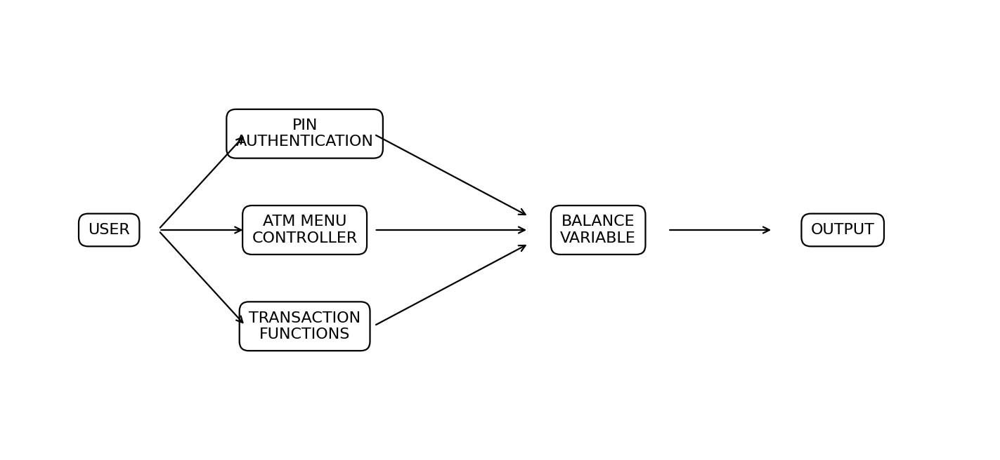 USER
PIN
AUTHENTICATION
ATM MENU
CONTROLLER
TRANSACTION
FUNCTIONS
BALANCE
VARIABLE
OUTPUT